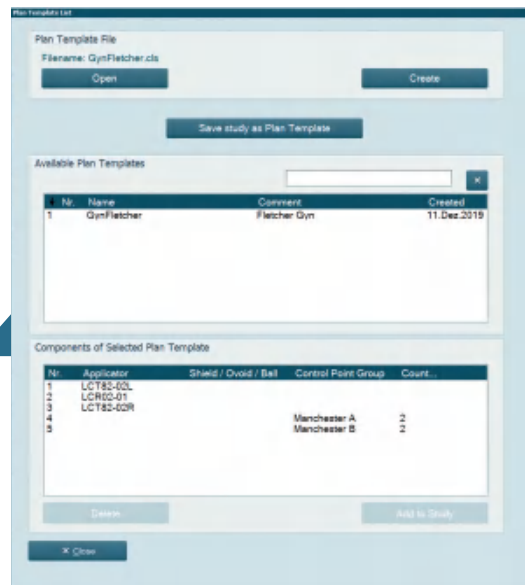 Plan Template List
Plan Template File
Filename: GynFletcher.cls
Open Create
Save study as Plan Template
Available Plan Templates
×
Nr. Name Comment Created
1 GynFletcher Fletcher Gyn 11.Dez.2019
Components of Selected Plan Template
Nr. Applicator Shield / Ovoid / Ball Control Point Group Count...
1 LCT82-02L
2 LCR02-01
3 LCT82-02R
4 Manchester A 2
5 Manchester B 2
Delete Add to Study
× Close